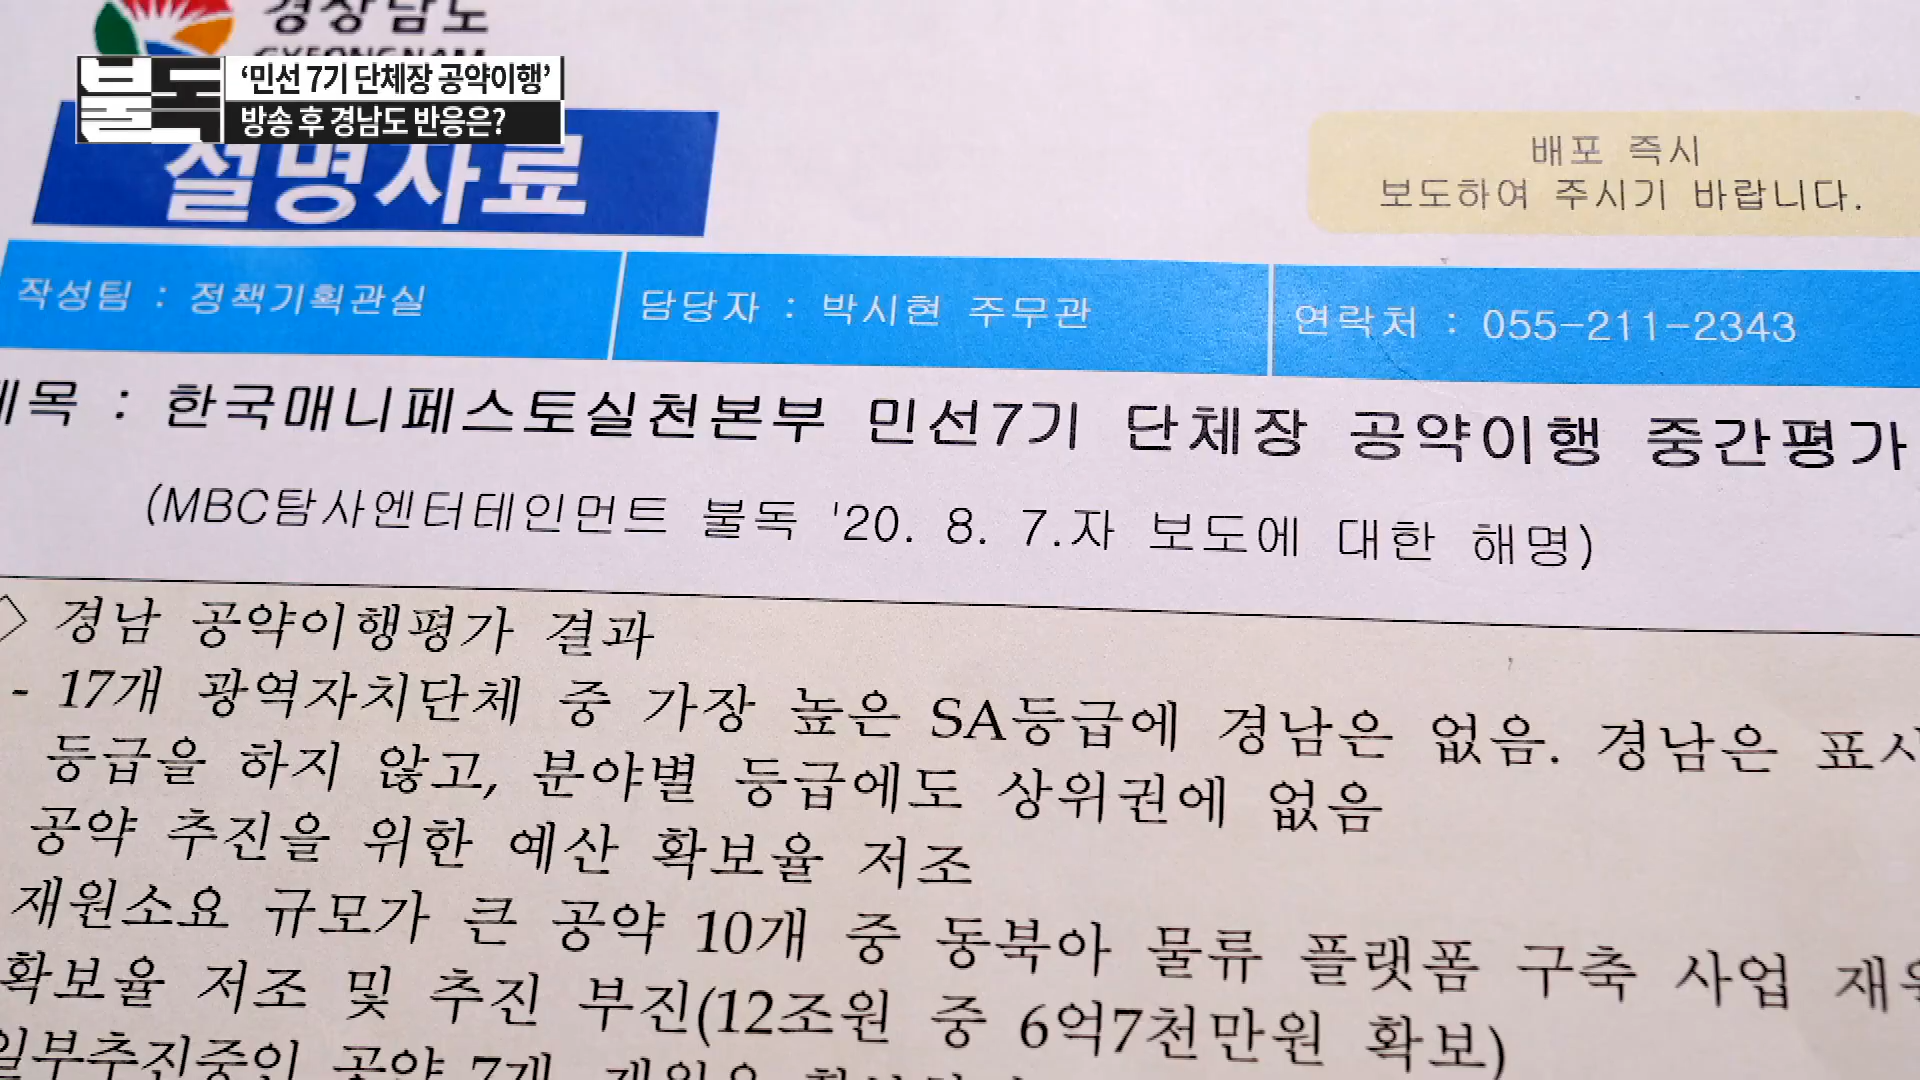 경상남도
GYEONGNAM
불독
‘민선 7기 단체장 공약이행’
방송 후 경남도 반응은?
설명자료
배포 즉시
보도하여 주시기 바랍니다.
작성팀 : 정책기획관실
담당자 : 박시현 주무관
연락처 : 055-211-2343
제목 : 한국매니페스토실천본부 민선7기 단체장 공약이행 중간평가
(MBC탐사엔터테인먼트 불독 '20. 8. 7.자 보도에 대한 해명)
◇ 경남 공약이행평가 결과
- 17개 광역자치단체 중 가장 높은 SA등급에 경남은 없음. 경남은 표시
등급을 하지 않고, 분야별 등급에도 상위권에 없음
공약 추진을 위한 예산 확보율 저조
재원소요 규모가 큰 공약 10개 중 동북아 물류 플랫폼 구축 사업
확보율 저조 및 추진 부진(12조원 중 6억7천만원 확보)
일부추진중인 공약 7개